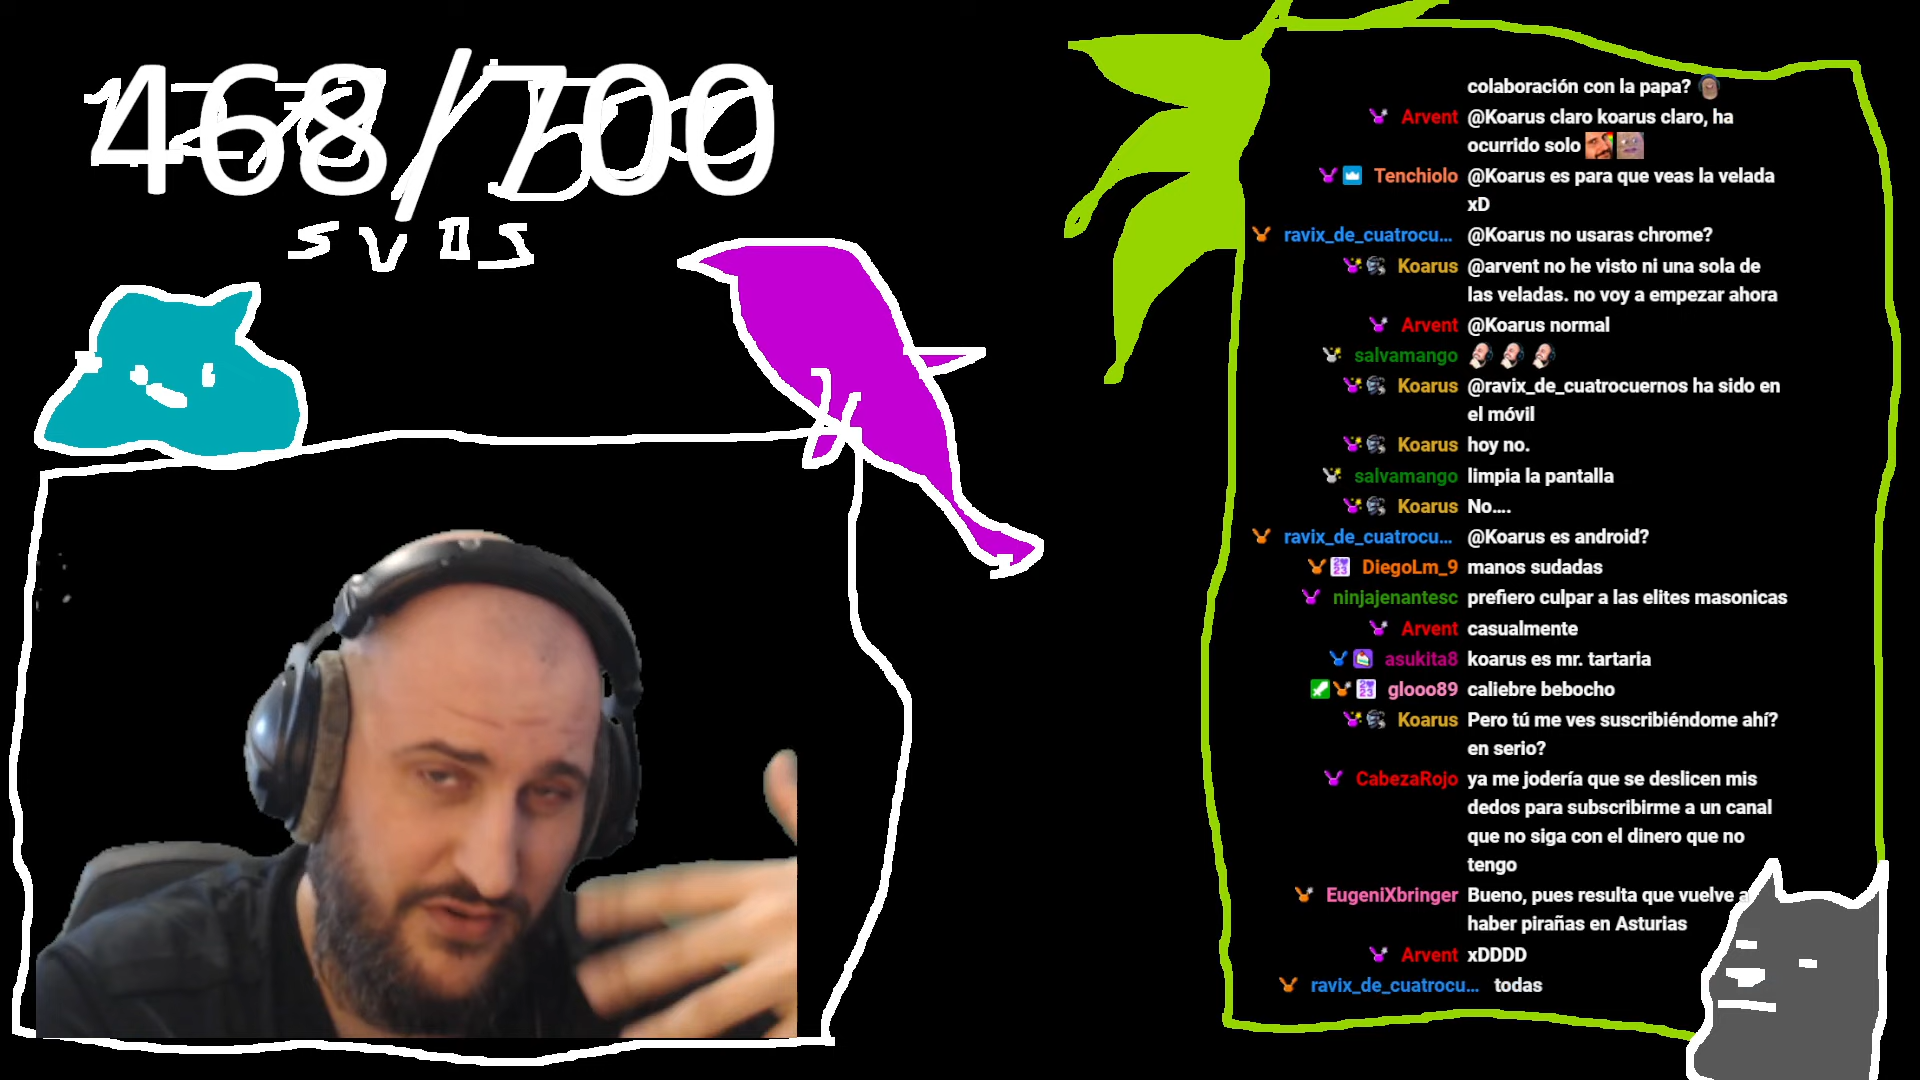 468/700
SUBS
colaboración con la papa?
Arvent @Koarus claro koarus claro, ha
ocurrido solo
Tenchiolo @Koarus es para que veas la velada
xD
ravix_de_cuatrocu... @Koarus no usaras chrome?
Koarus @arvent no he visto ni una sola de
las veladas. no voy a empezar ahora
Arvent @Koarus normal
salvamango
Koarus @ravix_de_cuatrocuernos ha sido en
el móvil
Koarus hoy no.
salvamango limpia la pantalla
Koarus No....
ravix_de_cuatrocu... @Koarus es android?
DiegoLm_9 manos sudadas
ninjajenantesc prefiero culpar a las elites masonicas
Arvent casualmente
asukita8 koarus es mr. tartaria
glooo89 caliebre bebocho
Koarus Pero tú me ves suscribiéndome ahí?
en serio?
CabezaRojo ya me jodería que se deslicen mis
dedos para subscribirme a un canal
que no siga con el dinero que no
tengo
EugeniXbringer Bueno, pues resulta que vuelve a
haber pirañas en Asturias
Arvent xDDDD
ravix_de_cuatrocu... todas